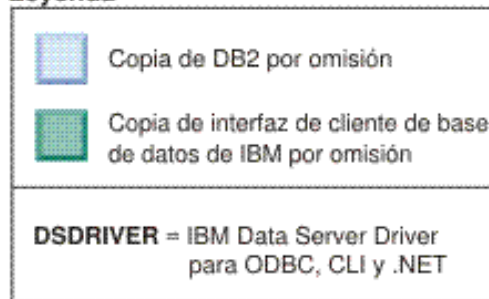 Leyenda
Copia de DB2 por omisión
Copia de interfaz de cliente de base
de datos de IBM por omisión
DSDRIVER = IBM Data Server Driver
para ODBC, CLI y .NET